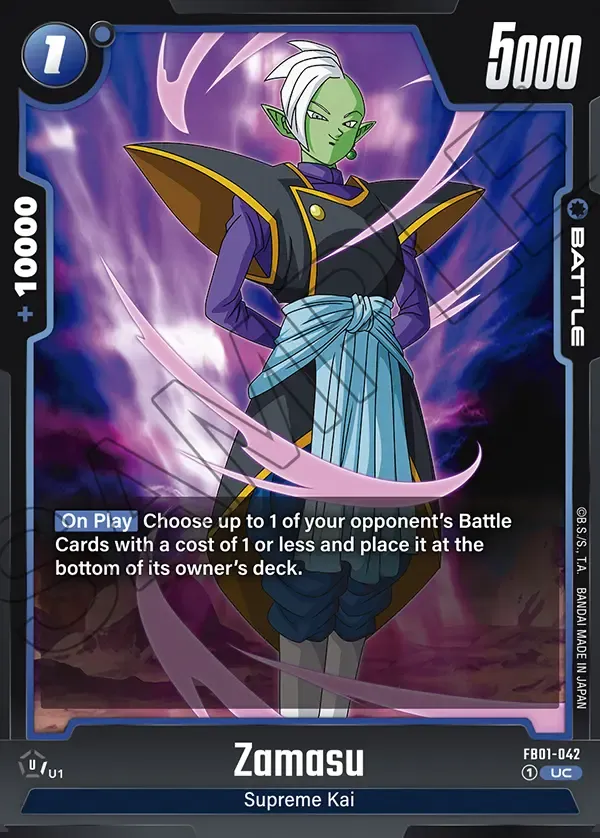 1
5000
+10000
BATTLE
SAMPLE
On Play Choose up to 1 of your opponent's Battle
Cards with a cost of 1 or less and place it at the
bottom of its owner's deck.
©B.S./S., T.A. BANDAI MADE IN JAPAN
U/U1
Zamasu
FB01-042
1 UC
Supreme Kai